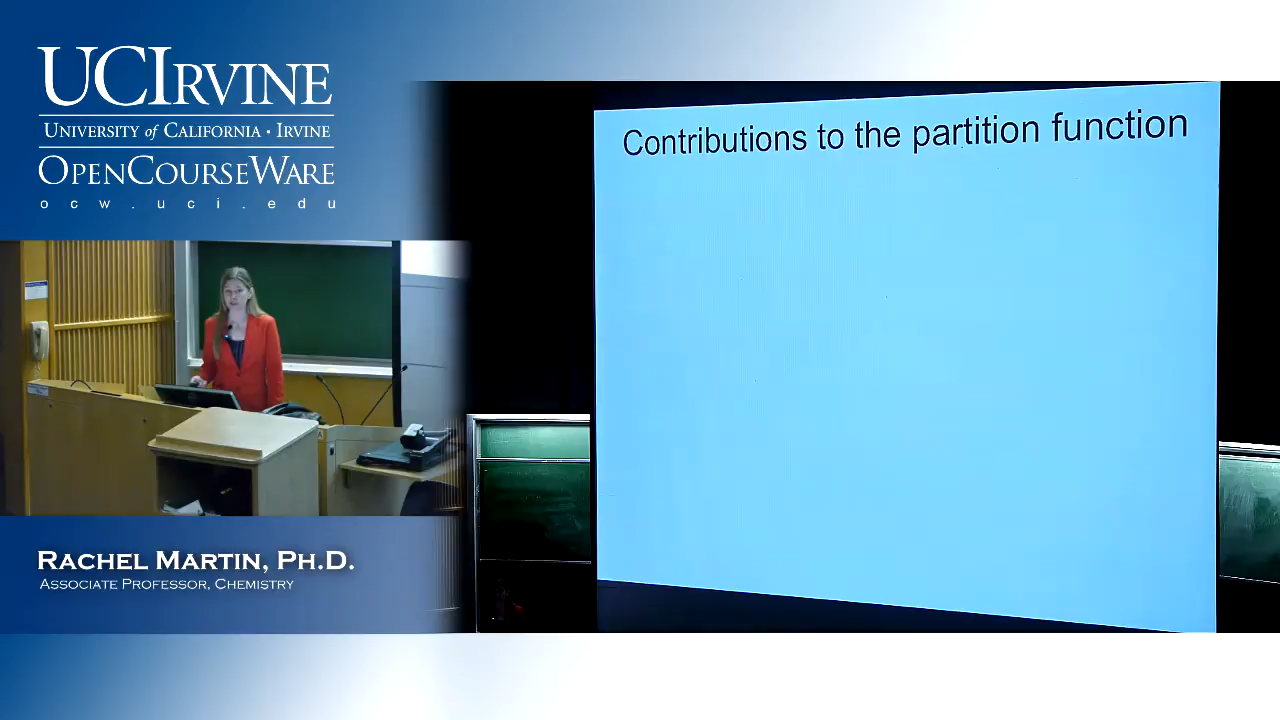 UCIRVINE
UNIVERSITY of CALIFORNIA · IRVINE
OPENCOURSEWARE
ocw.uci.edu
Contributions to the partition function
RACHEL MARTIN, PH.D.
ASSOCIATE PROFESSOR, CHEMISTRY